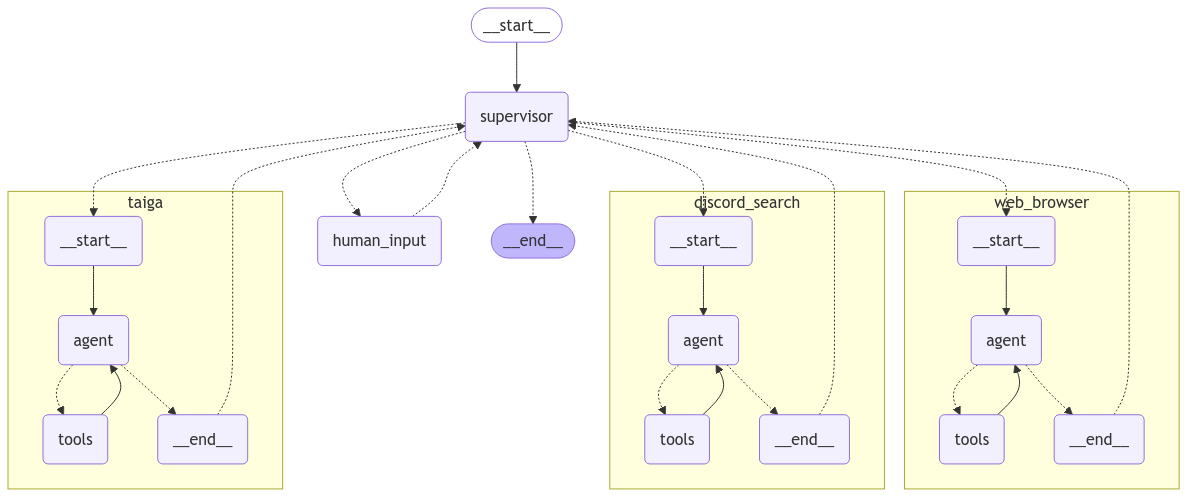 __start__
supervisor
taiga
discord_search
web_browser
__start__
human_input
__end__
__start__
__start__
agent
agent
agent
tools
__end__
tools
__end__
tools
__end__